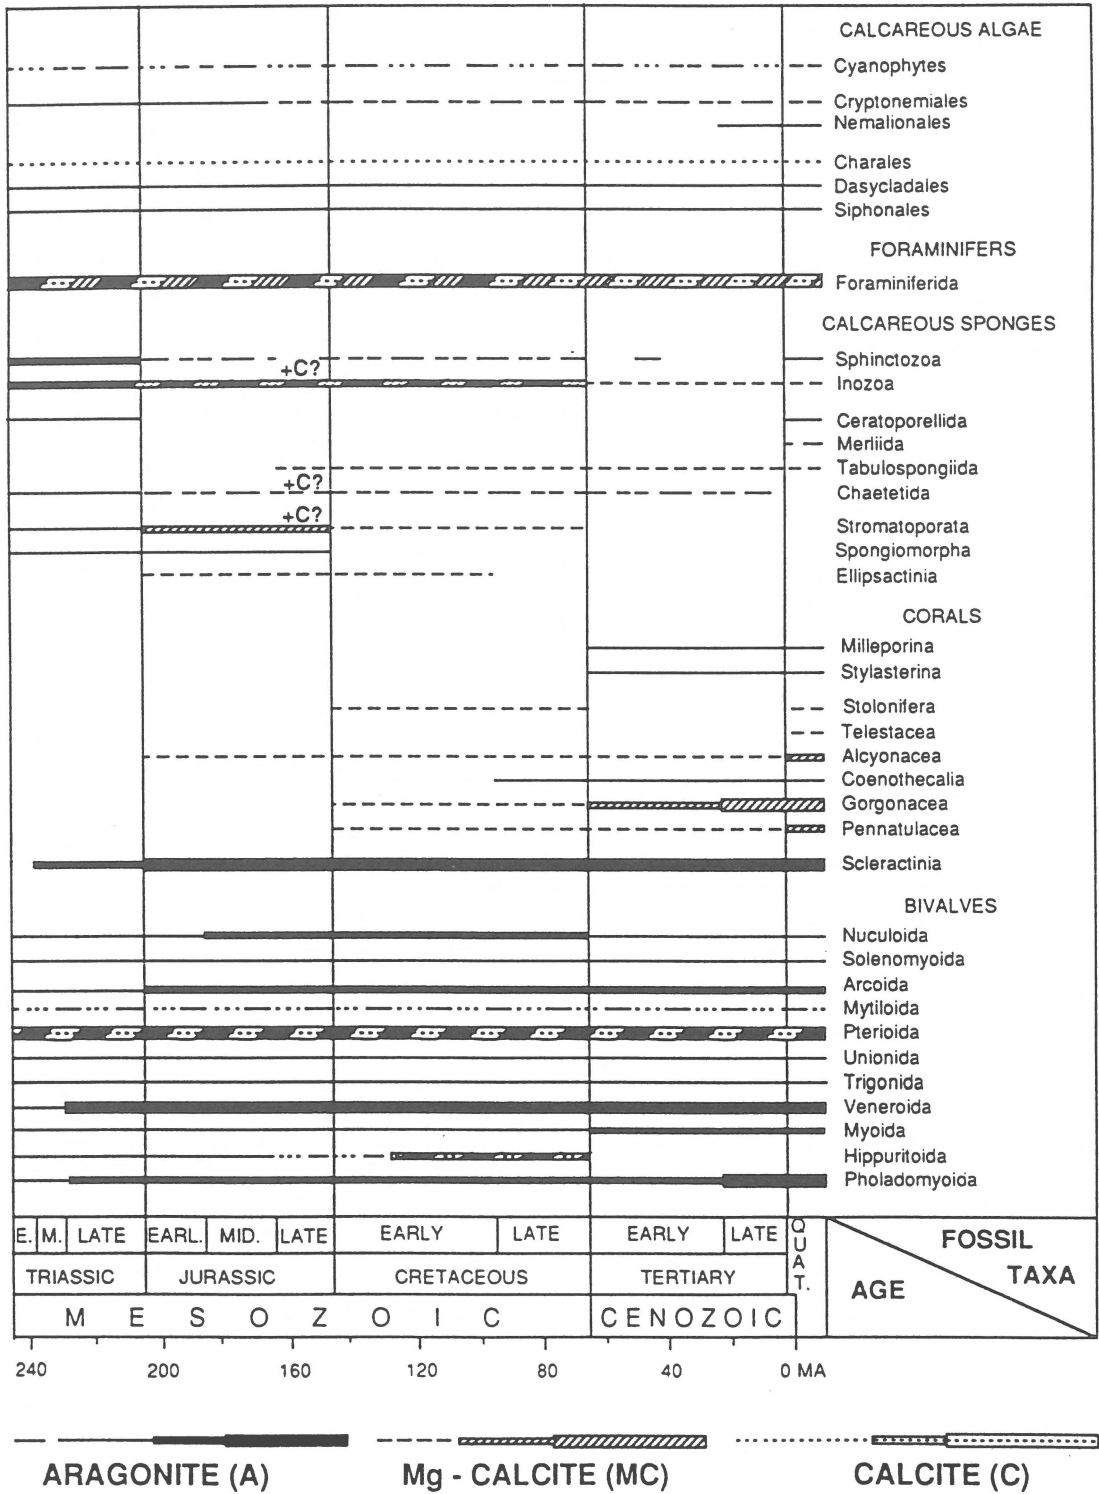 CALCAREOUS ALGAE
Cyanophytes
Cryptonemiales
Nemalionales
Charales
Dasycladales
Siphonales
FORAMINIFERS
Foraminiferida
CALCAREOUS SPONGES
Sphinctozoa
+C?
Inozoa
Ceratoporellida
Merliida
Tabulospongiida
+C?
Chaetetida
+C?
Stromatoporata
Spongiomorpha
Ellipsactinia
CORALS
Milleporina
Stylasterina
Stolonifera
Telestacea
Alcyonacea
Coenothecalia
Gorgonacea
Pennatulacea
Scleractinia
BIVALVES
Nuculoida
Solenomyoida
Arcoida
Mytiloida
Pterioida
Unionida
Trigonida
Veneroida
Myoida
Hippuritoida
Pholadomyoida
E. M. LATE EARL. MID. LATE EARLY LATE EARLY LATE QUAT.
TRIASSIC JURASSIC CRETACEOUS TERTIARY
MESOZOIC CENOZOIC
FOSSIL TAXA
AGE
240 200 160 120 80 40 0 MA
ARAGONITE (A) Mg - CALCITE (MC) CALCITE (C)